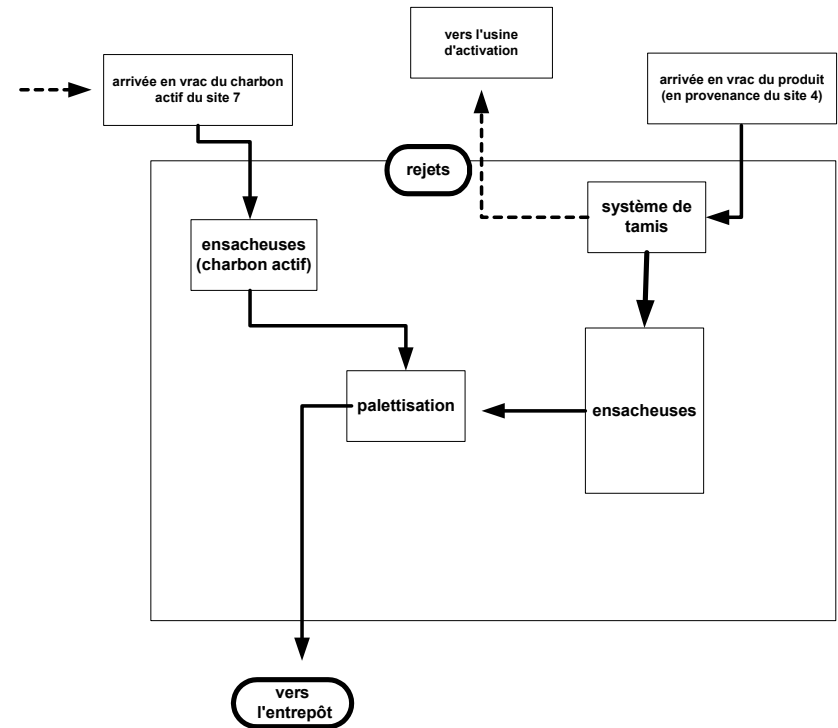 vers l'usine
d'activation
arrivée en vrac du charbon
actif du site 7
arrivée en vrac du produit
(en provenance du site 4)
rejets
système de
tamis
ensacheuses
(charbon actif)
palettisation
ensacheuses
vers
l'entrepôt